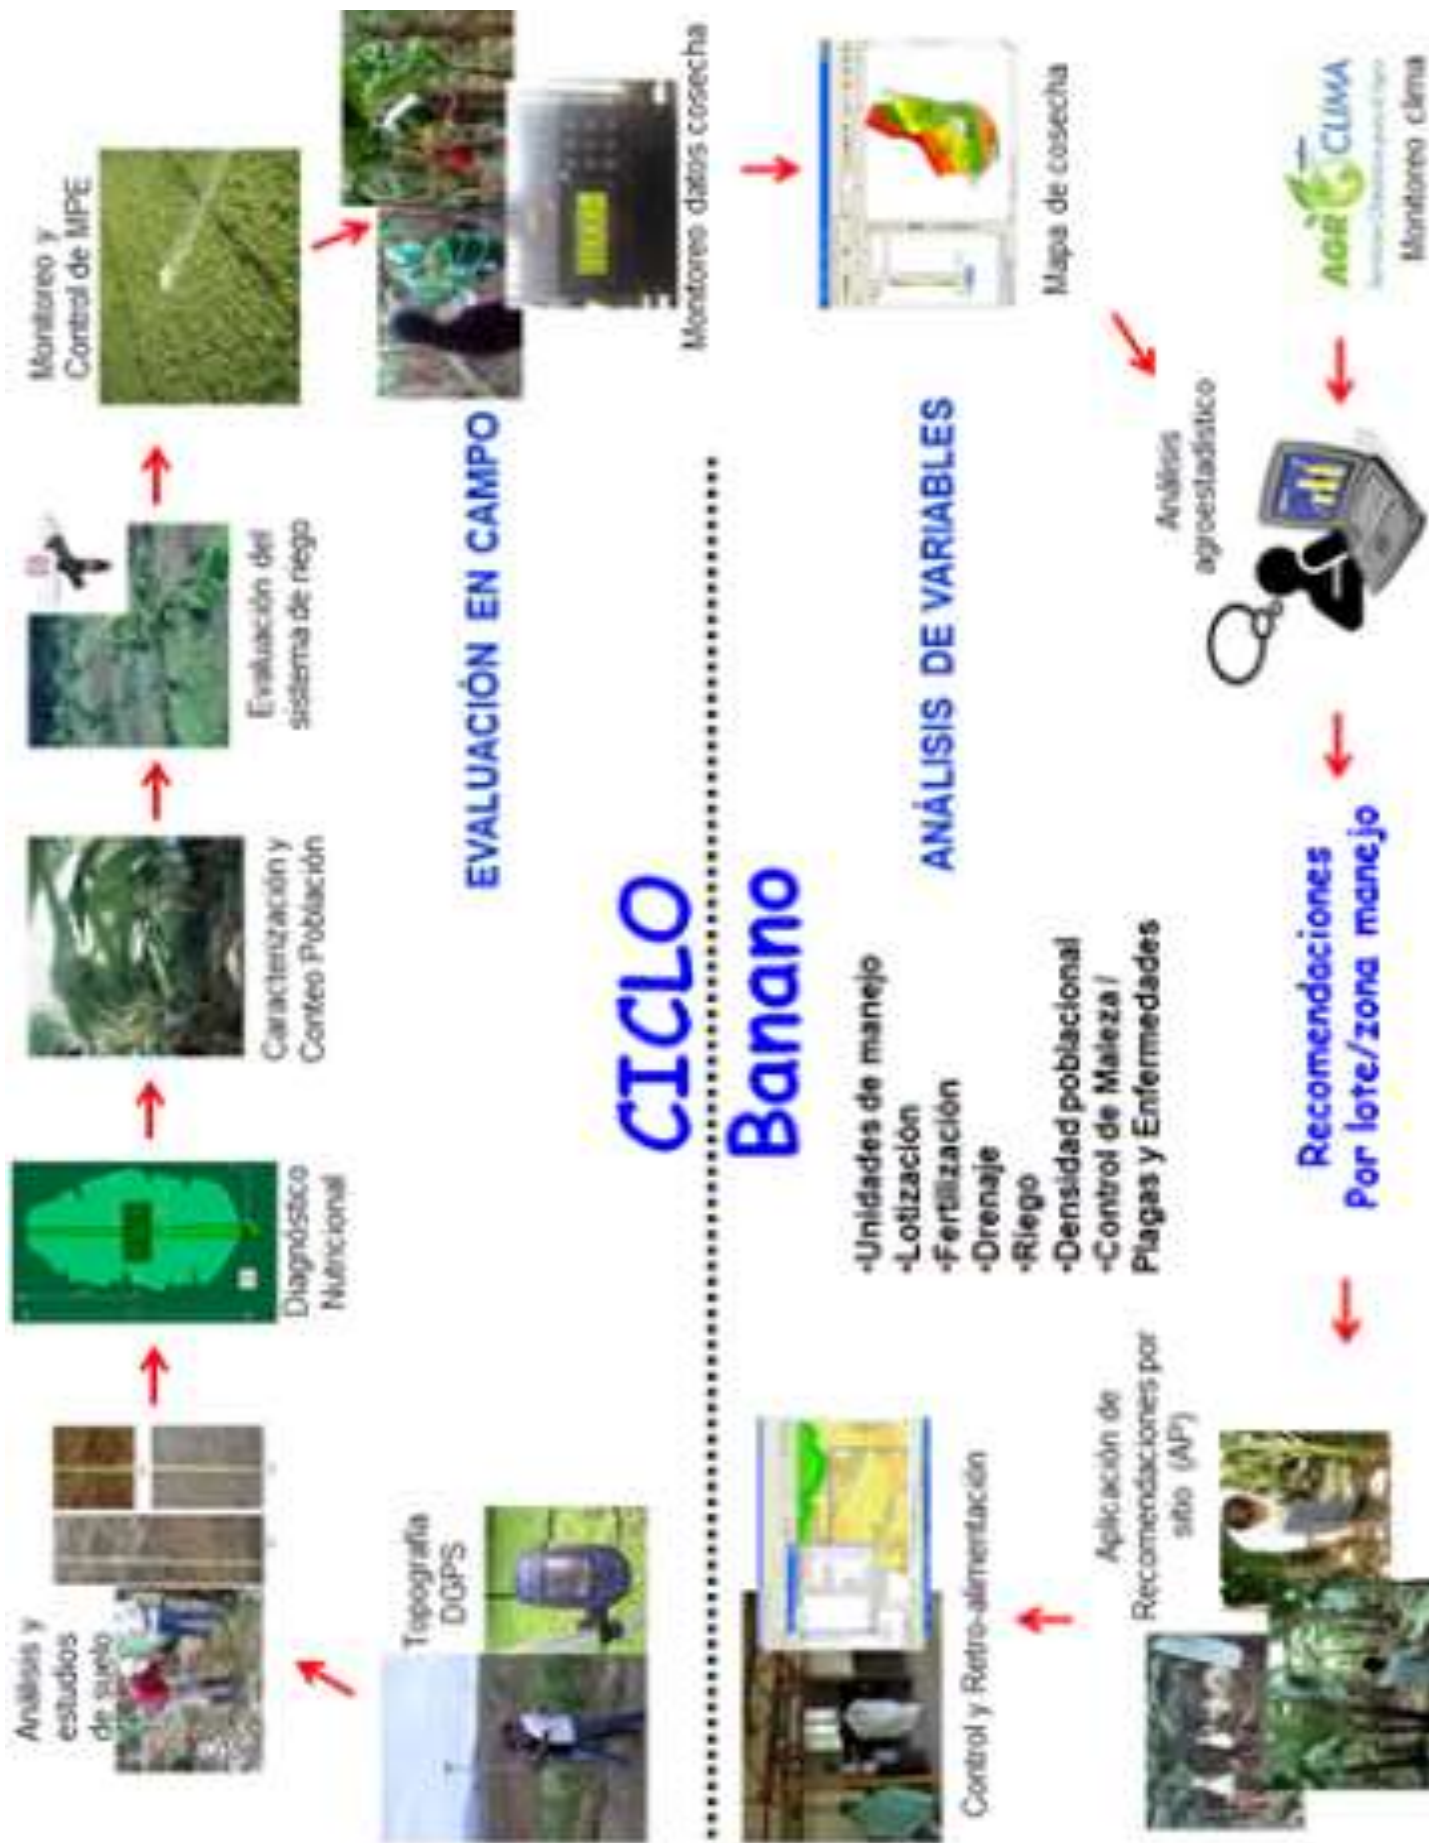 Análisis y
estudios
de suelo
Diagnóstico
Nutricional
Caracterización y
Conteo Población
Evaluación del
sistema de riego
Monitoreo y
Control de MPE
Topografía
DGPS
EVALUACIÓN EN CAMPO
Monitoreo datos cosecha
CICLO
Banano
Control y Retro-alimentación
•Unidades de manejo
•Lotización
•Fertilización
•Drenaje
•Riego
•Densidad poblacional
•Control de Maleza /
Plagas y Enfermedades
ANÁLISIS DE VARIABLES
Mapa de cosecha
Aplicación de
Recomendaciones por
sitio (AP)
Recomendaciones
Por lote/zona manejo
Análisis
agroestadístico
AGRO CLIMA
Monitoreo clima